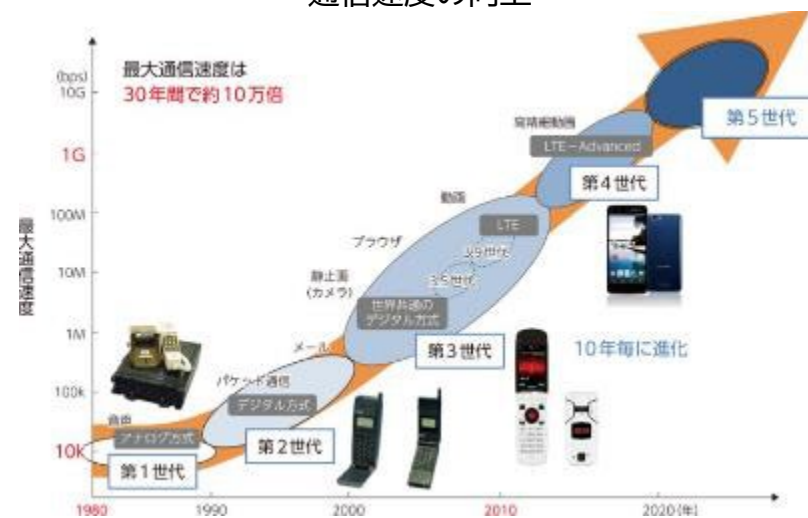 通信速度の向上
最大通信速度は
30年間で約10万倍
(bps)
10G
1G
100M
10M
1M
100k
10k
最大通信速度
第5世代
高精細動画
LTE-Advanced
第4世代
動画
LTE
ブラウザ
3.9世代
3.5世代
静止画
(カメラ)
世界共通の
デジタル方式
第3世代
10年毎に進化
メール
パケット通信
デジタル方式
第2世代
音声
アナログ方式
第1世代
1980
1990
2000
2010
2020(年)